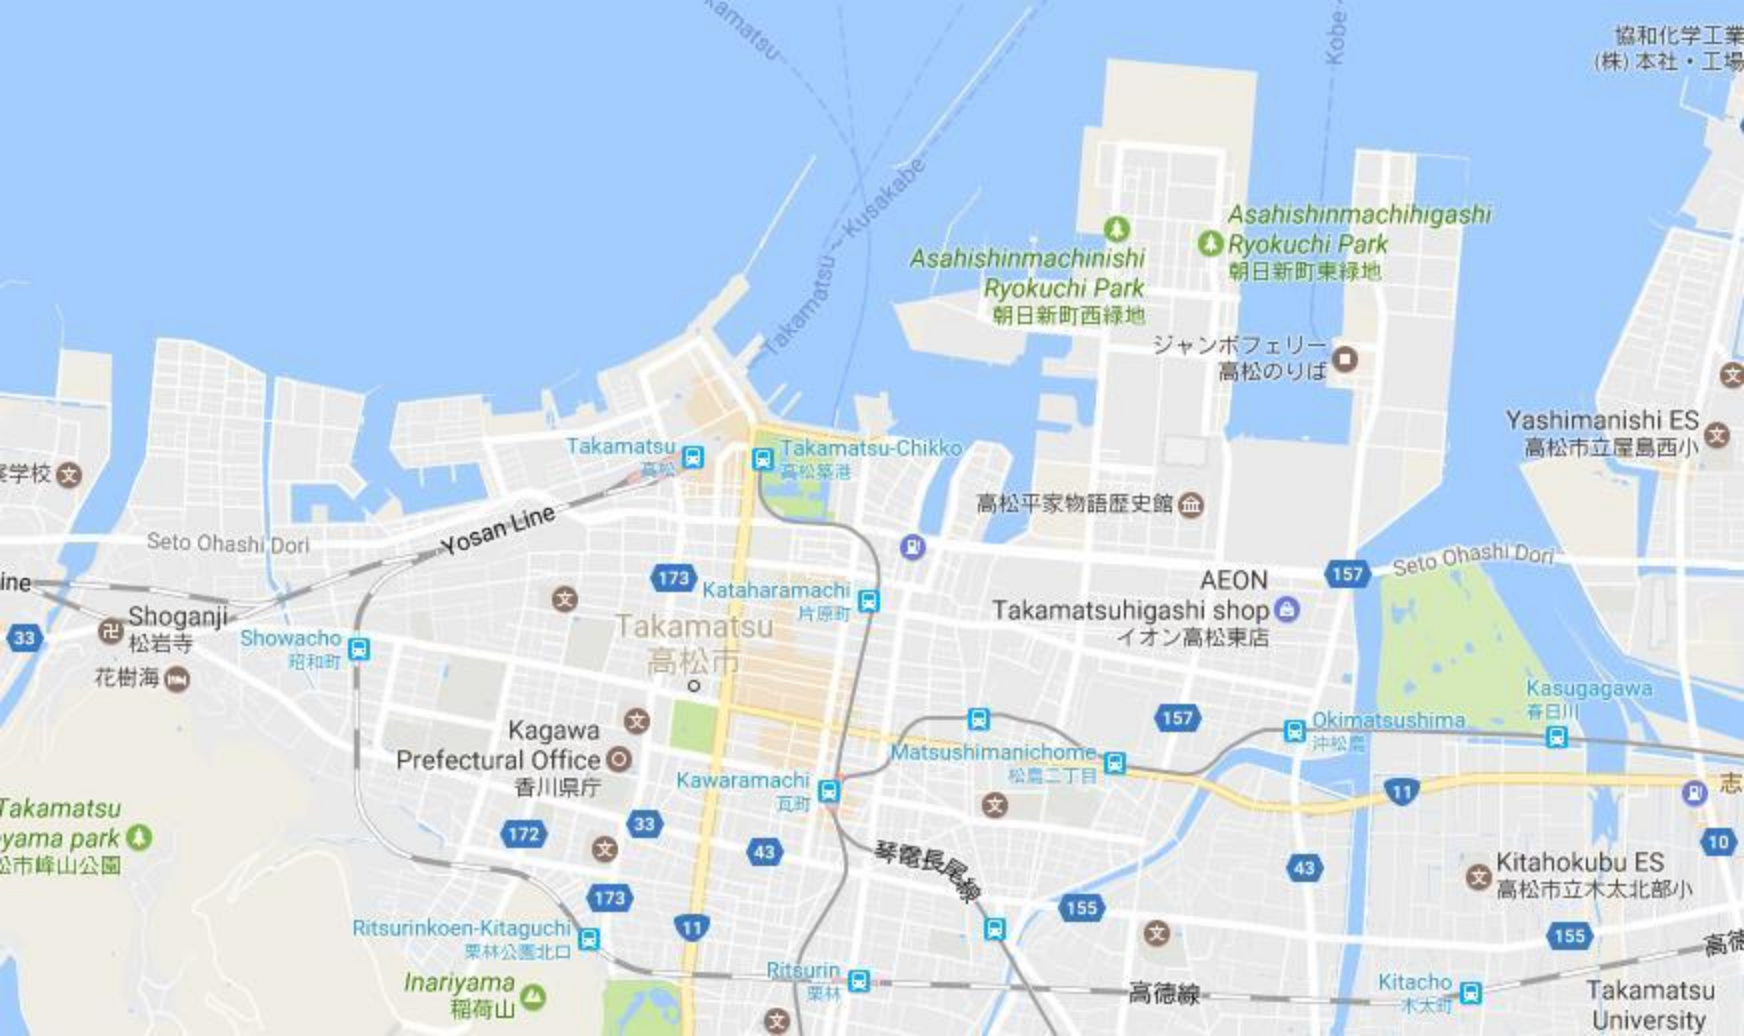 kamatsu
Kobe
協和化学工業
(株) 本社・工場
Takamatsu ~ Kusakabe
Asahishinmachihigashi
Ryokuchi Park
朝日新町東緑地
Asahishinmachinishi
Ryokuchi Park
朝日新町西緑地
ジャンボフェリー
高松のりば
Yashimanishi ES
高松市立屋島西小
Takamatsu
高松
Takamatsu-Chikko
高松築港
学校
文
高松平家物語歴史館
Seto Ohashi Dori
Yosan Line
Seto Ohashi Dori
ine
173
157
Kataharamachi
片原町
AEON
Takamatsuhigashi shop
イオン高松東店
33
Shoganji
松岩寺
Showacho
昭和町
花樹海
Takamatsu
高松市
Kasugagawa
春日川
Kagawa
Prefectural Office
香川県庁
157
Okimatsushima
沖松島
Matsushimanichome
松島二丁目
Kawaramachi
瓦町
11
志
Takamatsu
yama park
松市峰山公園
172
33
43
琴電長尾線
43
10
Kitahokubu ES
高松市立木太北部小
173
155
155
11
Ritsurinkoen-Kitaguchi
栗林公園北口
高徳
Inariyama
稲荷山
Ritsurin
栗林
高徳線
Kitacho
木太町
Takamatsu
University